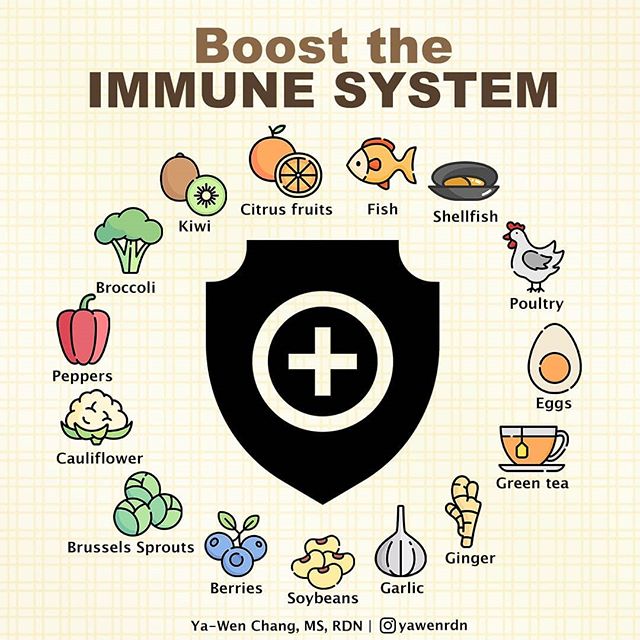 Boost the
IMMUNE SYSTEM
Kiwi
Citrus fruits
Fish
Shellfish
Broccoli
Poultry
Peppers
Eggs
Cauliflower
Green tea
Brussels Sprouts
Berries
Soybeans
Garlic
Ginger
Ya-Wen Chang, MS, RDN | yawenrdn